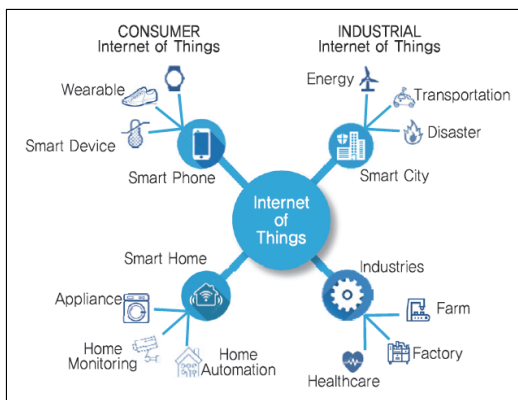 CONSUMER
Internet of Things
INDUSTRIAL
Internet of Things
Wearable
Smart Device
Smart Phone
Energy
Transportation
Disaster
Smart City
Internet
of
Things
Smart Home
Appliance
Home
Monitoring
Home
Automation
Industries
Farm
Factory
Healthcare